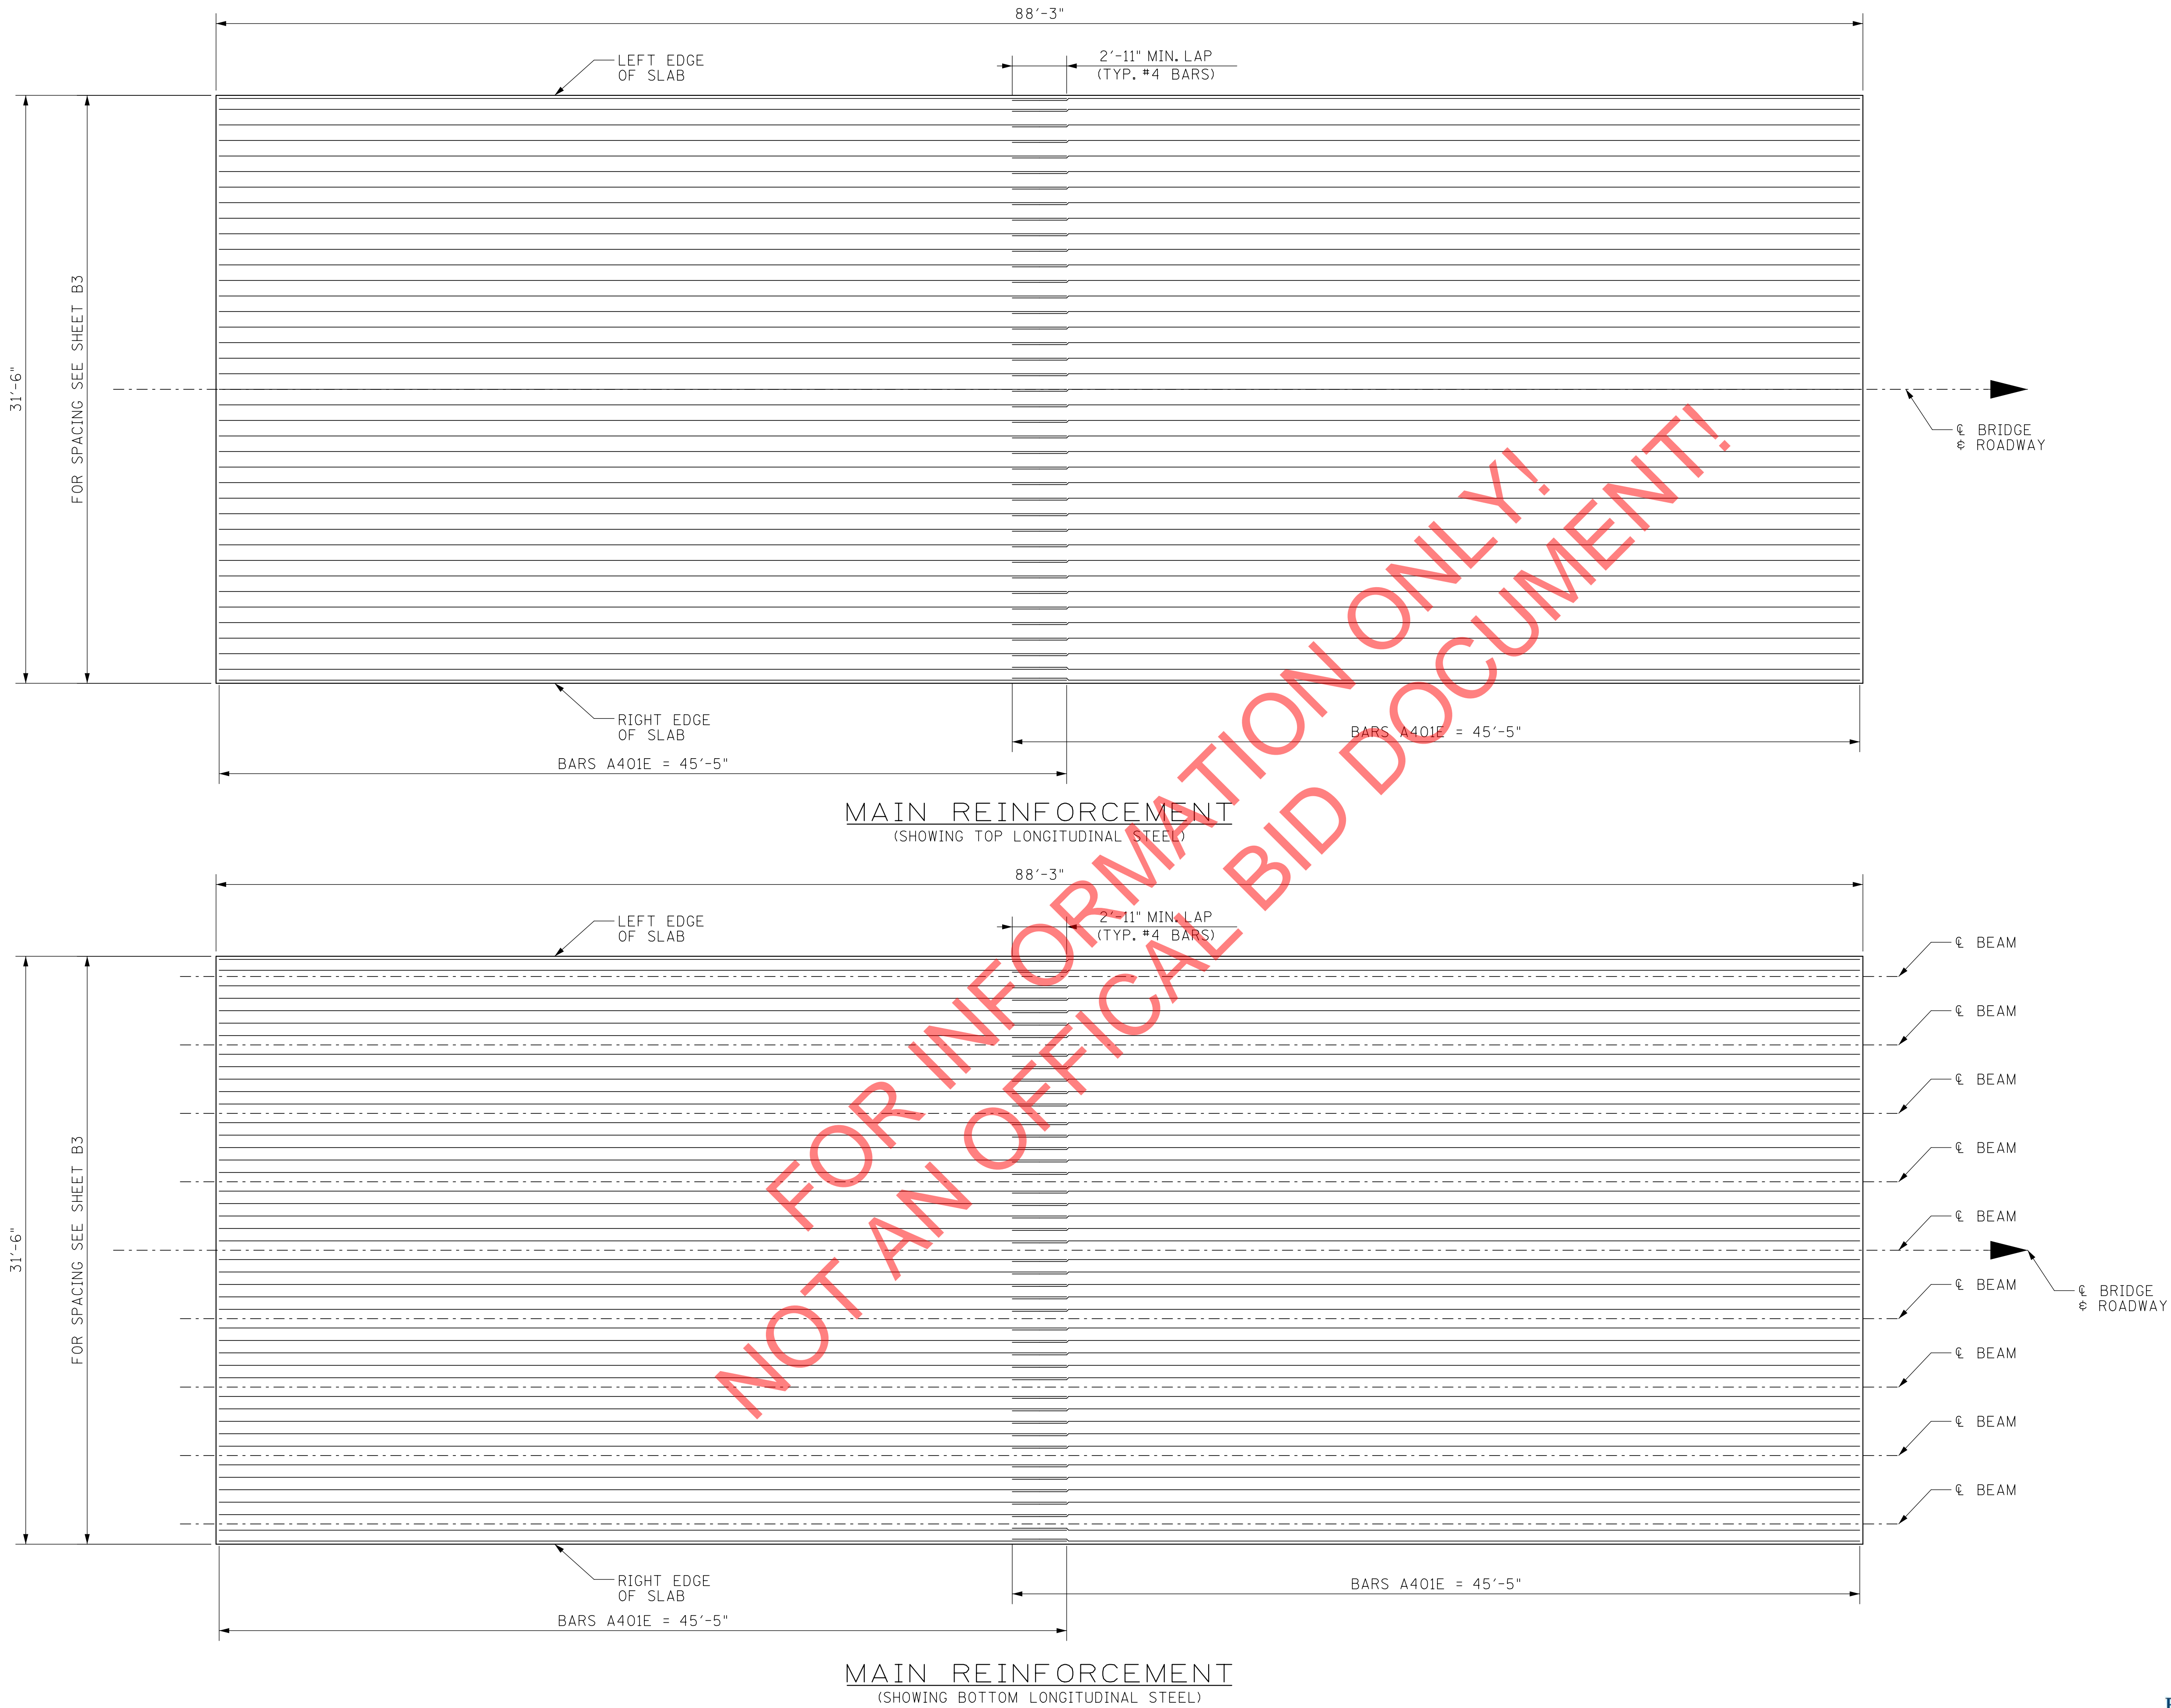 88'-3"
LEFT EDGE
OF SLAB
2'-11" MIN. LAP
(TYP. #4 BARS)
31'-6"
FOR SPACING SEE SHEET B3
℄ BRIDGE
& ROADWAY
RIGHT EDGE
OF SLAB
BARS A401E = 45'-5"
BARS A401E = 45'-5"
MAIN REINFORCEMENT
(SHOWING TOP LONGITUDINAL STEEL)
88'-3"
LEFT EDGE
OF SLAB
2'-11" MIN. LAP
(TYP. #4 BARS)
℄ BEAM
℄ BEAM
℄ BEAM
℄ BEAM
℄ BEAM
℄ BEAM
℄ BEAM
℄ BEAM
℄ BEAM
31'-6"
FOR SPACING SEE SHEET B3
℄ BRIDGE
& ROADWAY
RIGHT EDGE
OF SLAB
BARS A401E = 45'-5"
BARS A401E = 45'-5"
MAIN REINFORCEMENT
(SHOWING BOTTOM LONGITUDINAL STEEL)
FOR INFORMATION ONLY!
NOT AN OFFICAL BID DOCUMENT!